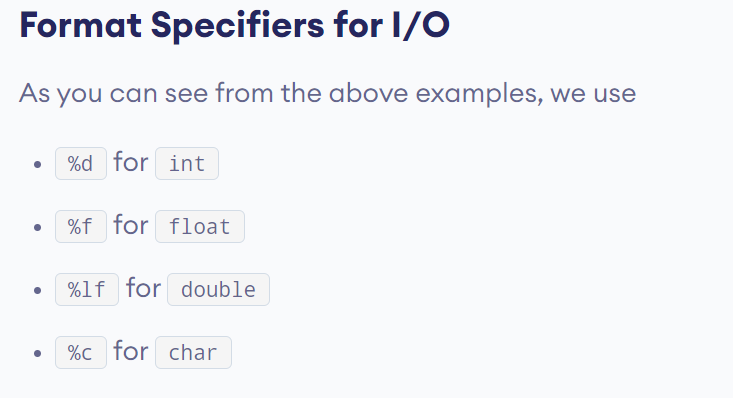 Format Specifiers for I/O
As you can see from the above examples, we use
• %d for int
• %f for float
• %lf for double
• %c for char